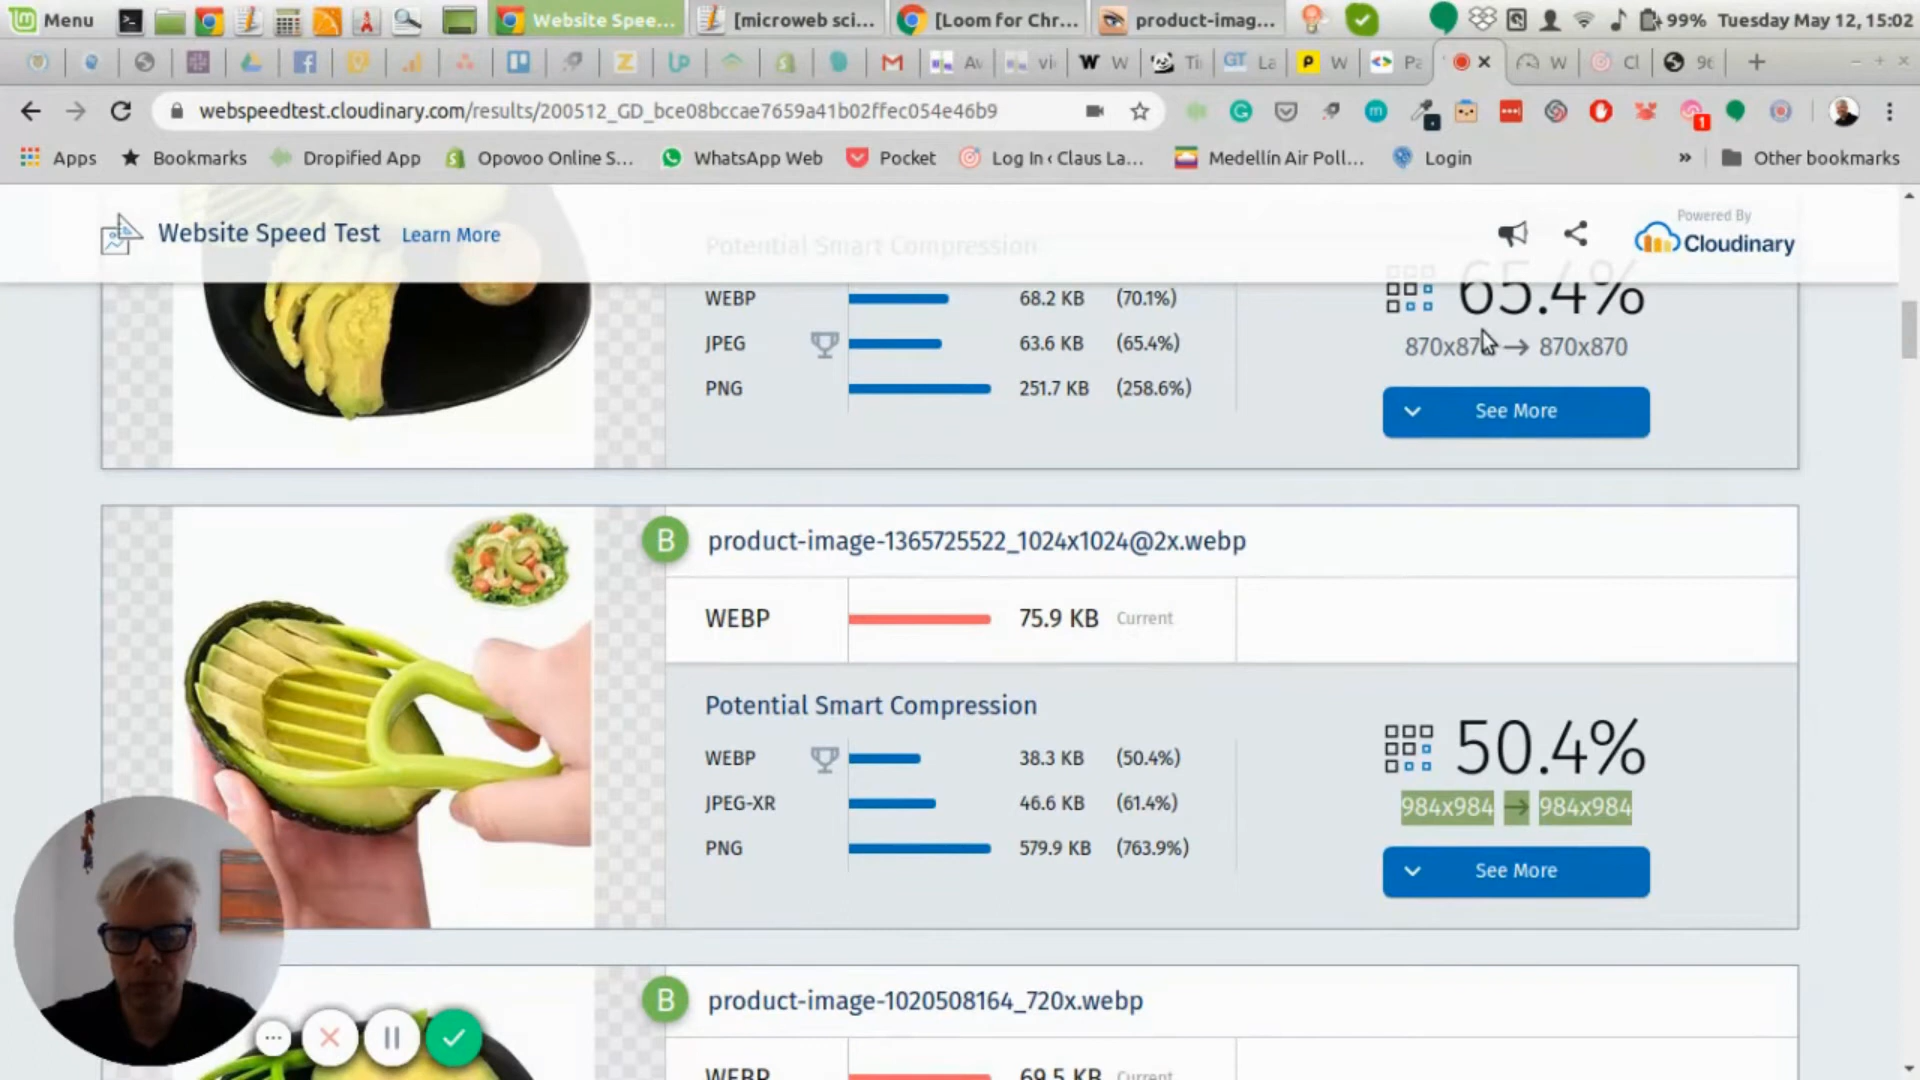 Menu
Website Spee...
[microweb sci...
[Loom for Chr...
product-imag...
99% Tuesday May 12, 15:02
webspeedtest.cloudinary.com/results/200512_GD_bce08bccae7659a41b02ffec054e46b9
Apps
Bookmarks
Dropified App
Opovoo Online S...
WhatsApp Web
Pocket
Log In ‹ Claus La...
Medellín Air Poll...
Login
»
Other bookmarks
Website Speed Test
Learn More
Powered By
Cloudinary
Potential Smart Compression
WEBP 68.2 KB (70.1%)
JPEG 63.6 KB (65.4%)
PNG 251.7 KB (258.6%)
65.4%
870x870 → 870x870
See More
B product-image-1365725522_1024x1024@2x.webp
WEBP 75.9 KB Current
Potential Smart Compression
WEBP 38.3 KB (50.4%)
JPEG-XR 46.6 KB (61.4%)
PNG 579.9 KB (763.9%)
50.4%
984x984 → 984x984
See More
B product-image-1020508164_720x.webp
WEBP 69.5 KB Current